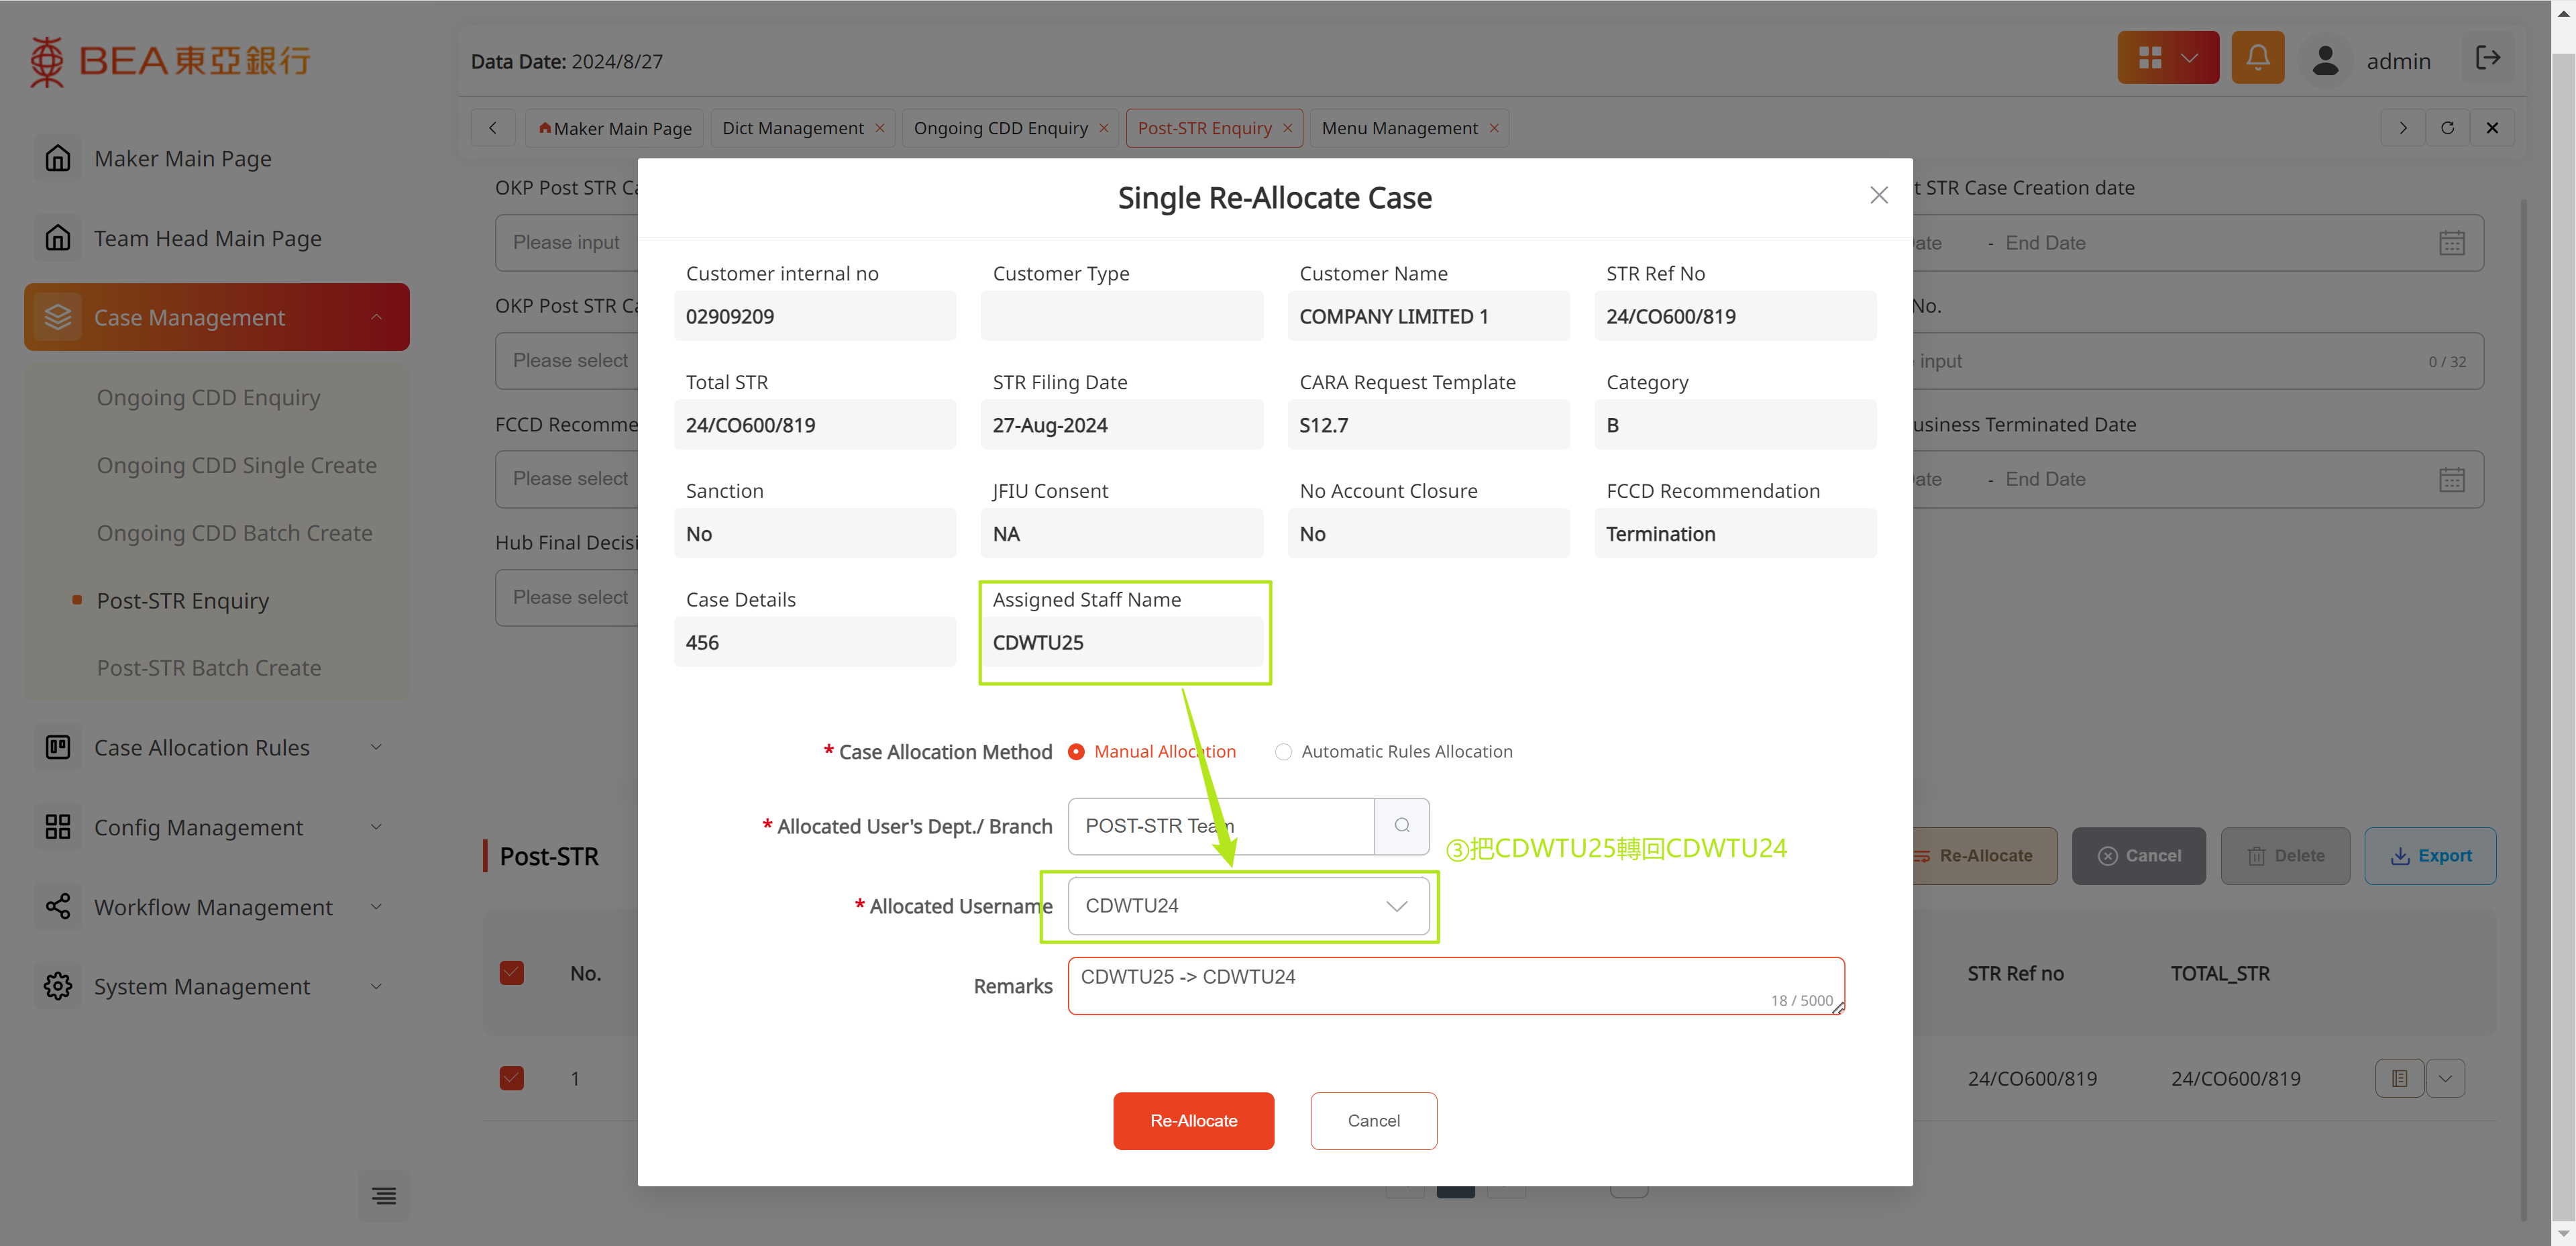 BEA東亞銀行
Data Date: 2024/8/27
admin
Maker Main Page
Dict Management
Ongoing CDD Enquiry
Post-STR Enquiry
Menu Management
Maker Main Page
Team Head Main Page
Case Management
Ongoing CDD Enquiry
Ongoing CDD Single Create
Ongoing CDD Batch Create
Post-STR Enquiry
Post-STR Batch Create
Case Allocation Rules
Config Management
Workflow Management
System Management
OKP Post STR Ca
Please input
OKP Post STR Ca
Please select
FCCD Recomme
Please select
Hub Final Decisi
Please select
t STR Case Creation date
ate - End Date
No.
input 0 / 32
usiness Terminated Date
ate - End Date
Single Re-Allocate Case
Customer internal no
02909209
Customer Type
Customer Name
COMPANY LIMITED 1
STR Ref No
24/CO600/819
Total STR
24/CO600/819
STR Filing Date
27-Aug-2024
CARA Request Template
S12.7
Category
B
Sanction
No
JFIU Consent
NA
No Account Closure
No
FCCD Recommendation
Termination
Case Details
456
Assigned Staff Name
CDWTU25
* Case Allocation Method
Manual Allocation
Automatic Rules Allocation
* Allocated User's Dept./ Branch
POST-STR Team
③把CDWTU25轉回CDWTU24
* Allocated Username
CDWTU24
Remarks
CDWTU25 -> CDWTU24
18 / 5000
Re-Allocate
Cancel
Post-STR
Re-Allocate
Cancel
Delete
Export
No.
STR Ref no
TOTAL_STR
1
24/CO600/819
24/CO600/819